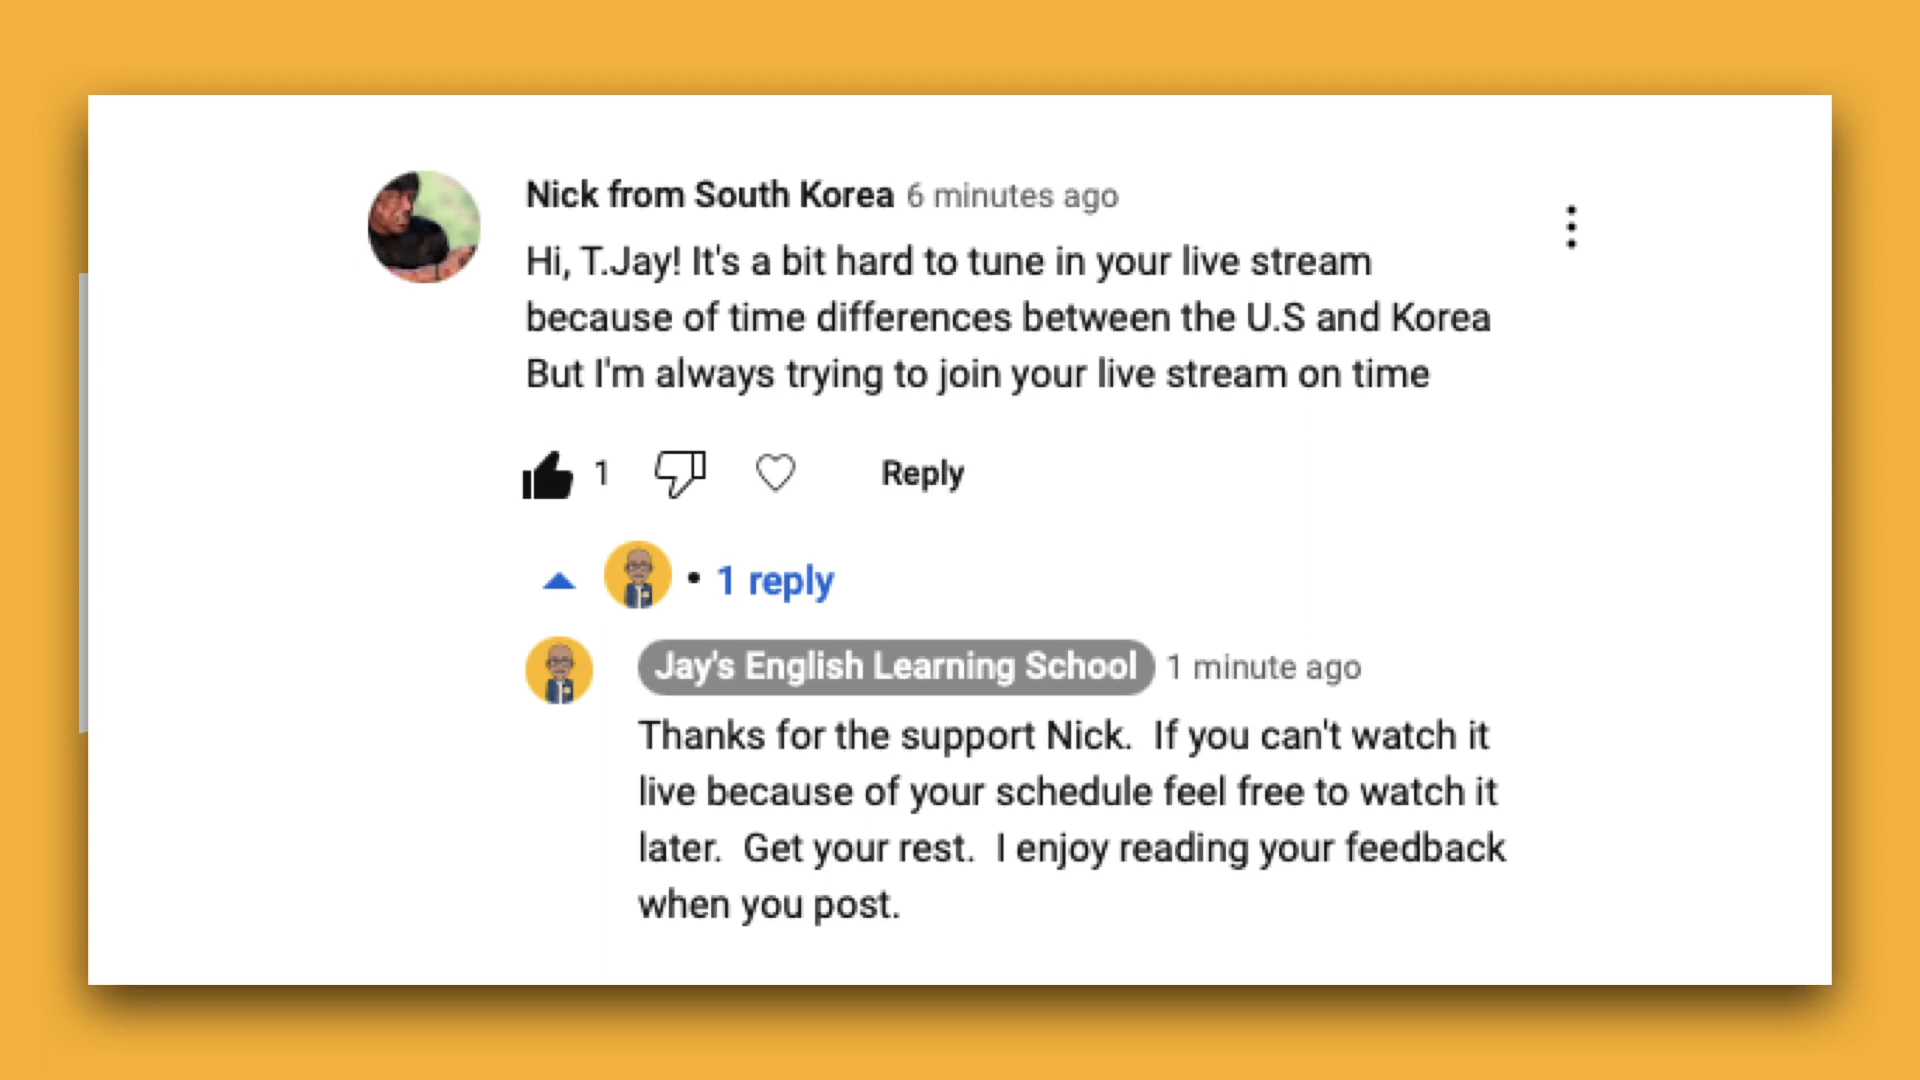 Nick from South Korea 6 minutes ago
Hi, T.Jay! It's a bit hard to tune in your live stream
because of time differences between the U.S and Korea
But I'm always trying to join your live stream on time
1 Reply
• 1 reply
Jay's English Learning School 1 minute ago
Thanks for the support Nick.  If you can't watch it
live because of your schedule feel free to watch it
later.  Get your rest.  I enjoy reading your feedback
when you post.